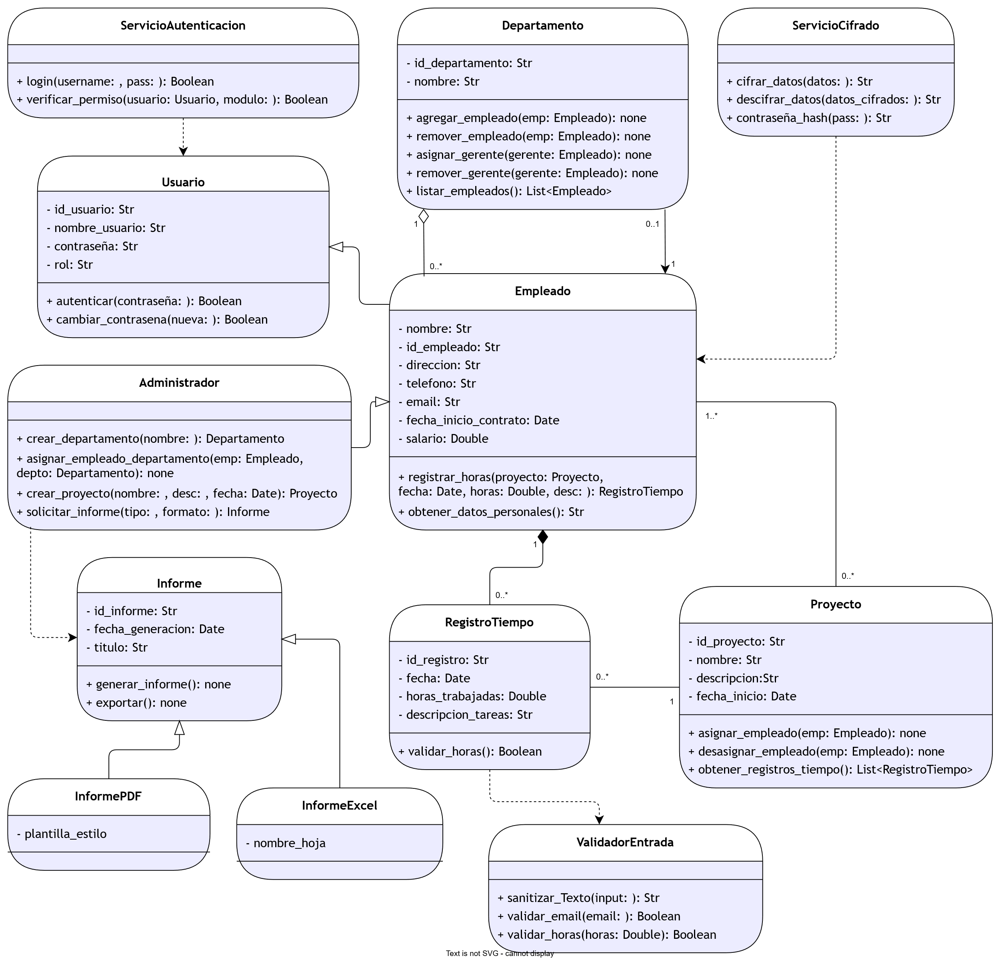 ServicioAutenticacion
+ login(username: , pass: ): Boolean
+ verificar_permiso(usuario: Usuario, modulo: ): Boolean
Departamento
- id_departamento: Str
- nombre: Str
+ agregar_empleado(emp: Empleado): none
+ remover_empleado(emp: Empleado): none
+ asignar_gerente(gerente: Empleado): none
+ remover_gerente(gerente: Empleado): none
+ listar_empleados(): List<Empleado>
ServicioCifrado
+ cifrar_datos(datos: ): Str
+ descifrar_datos(datos_cifrados: ): Str
+ contraseña_hash(pass: ): Str
Usuario
- id_usuario: Str
- nombre_usuario: Str
- contraseña: Str
- rol: Str
+ autenticar(contraseña: ): Boolean
+ cambiar_contrasena(nueva: ): Boolean
1
0..1
0..*
1
Empleado
- nombre: Str
- id_empleado: Str
- direccion: Str
- telefono: Str
- email: Str
- fecha_inicio_contrato: Date
- salario: Double
+ registrar_horas(proyecto: Proyecto,
fecha: Date, horas: Double, desc: ): RegistroTiempo
+ obtener_datos_personales(): Str
Administrador
+ crear_departamento(nombre: ): Departamento
+ asignar_empleado_departamento(emp: Empleado,
depto: Departamento): none
+ crear_proyecto(nombre: , desc: , fecha: Date): Proyecto
+ solicitar_informe(tipo: , formato: ): Informe
1..*
1
0..*
0..*
Informe
- id_informe: Str
- fecha_generacion: Date
- titulo: Str
+ generar_informe(): none
+ exportar(): none
RegistroTiempo
- id_registro: Str
- fecha: Date
- horas_trabajadas: Double
- descripcion_tareas: Str
+ validar_horas(): Boolean
0..*
1
Proyecto
- id_proyecto: Str
- nombre: Str
- descripcion:Str
- fecha_inicio: Date
+ asignar_empleado(emp: Empleado): none
+ desasignar_empleado(emp: Empleado): none
+ obtener_registros_tiempo(): List<RegistroTiempo>
InformePDF
- plantilla_estilo
InformeExcel
- nombre_hoja
ValidadorEntrada
+ sanitizar_Texto(input: ): Str
+ validar_email(email: ): Boolean
+ validar_horas(horas: Double): Boolean
Text is not SVG - cannot display